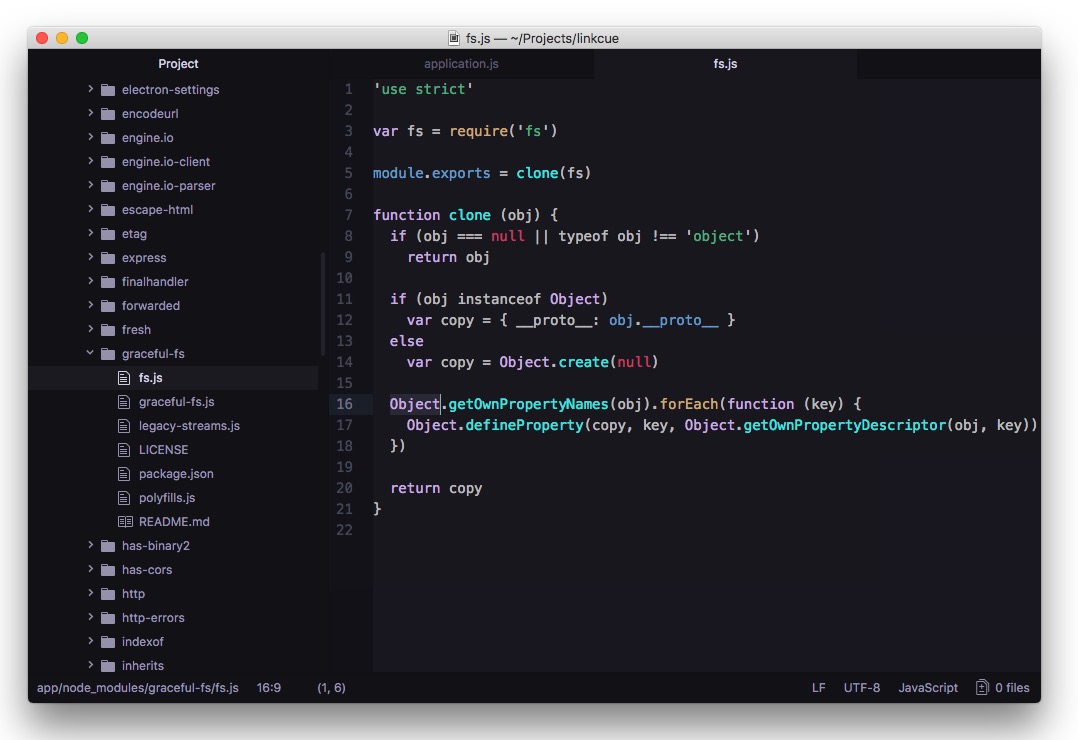 fs.js — ~/Projects/linkcue
Project
application.js
fs.js
electron-settings
encodeurl
engine.io
engine.io-client
engine.io-parser
escape-html
etag
express
finalhandler
forwarded
fresh
graceful-fs
fs.js
graceful-fs.js
legacy-streams.js
LICENSE
package.json
polyfills.js
README.md
has-binary2
has-cors
http
http-errors
indexof
inherits
1 'use strict'
2
3 var fs = require('fs')
4
5 module.exports = clone(fs)
6
7 function clone (obj) {
8 if (obj === null || typeof obj !== 'object')
9 return obj
10
11 if (obj instanceof Object)
12 var copy = { __proto__: obj.__proto__ }
13 else
14 var copy = Object.create(null)
15
16 Object.getOwnPropertyNames(obj).forEach(function (key) {
17 Object.defineProperty(copy, key, Object.getOwnPropertyDescriptor(obj, key))
18 })
19
20 return copy
21 }
22
app/node_modules/graceful-fs/fs.js 16:9 (1, 6) LF UTF-8 JavaScript 0 files